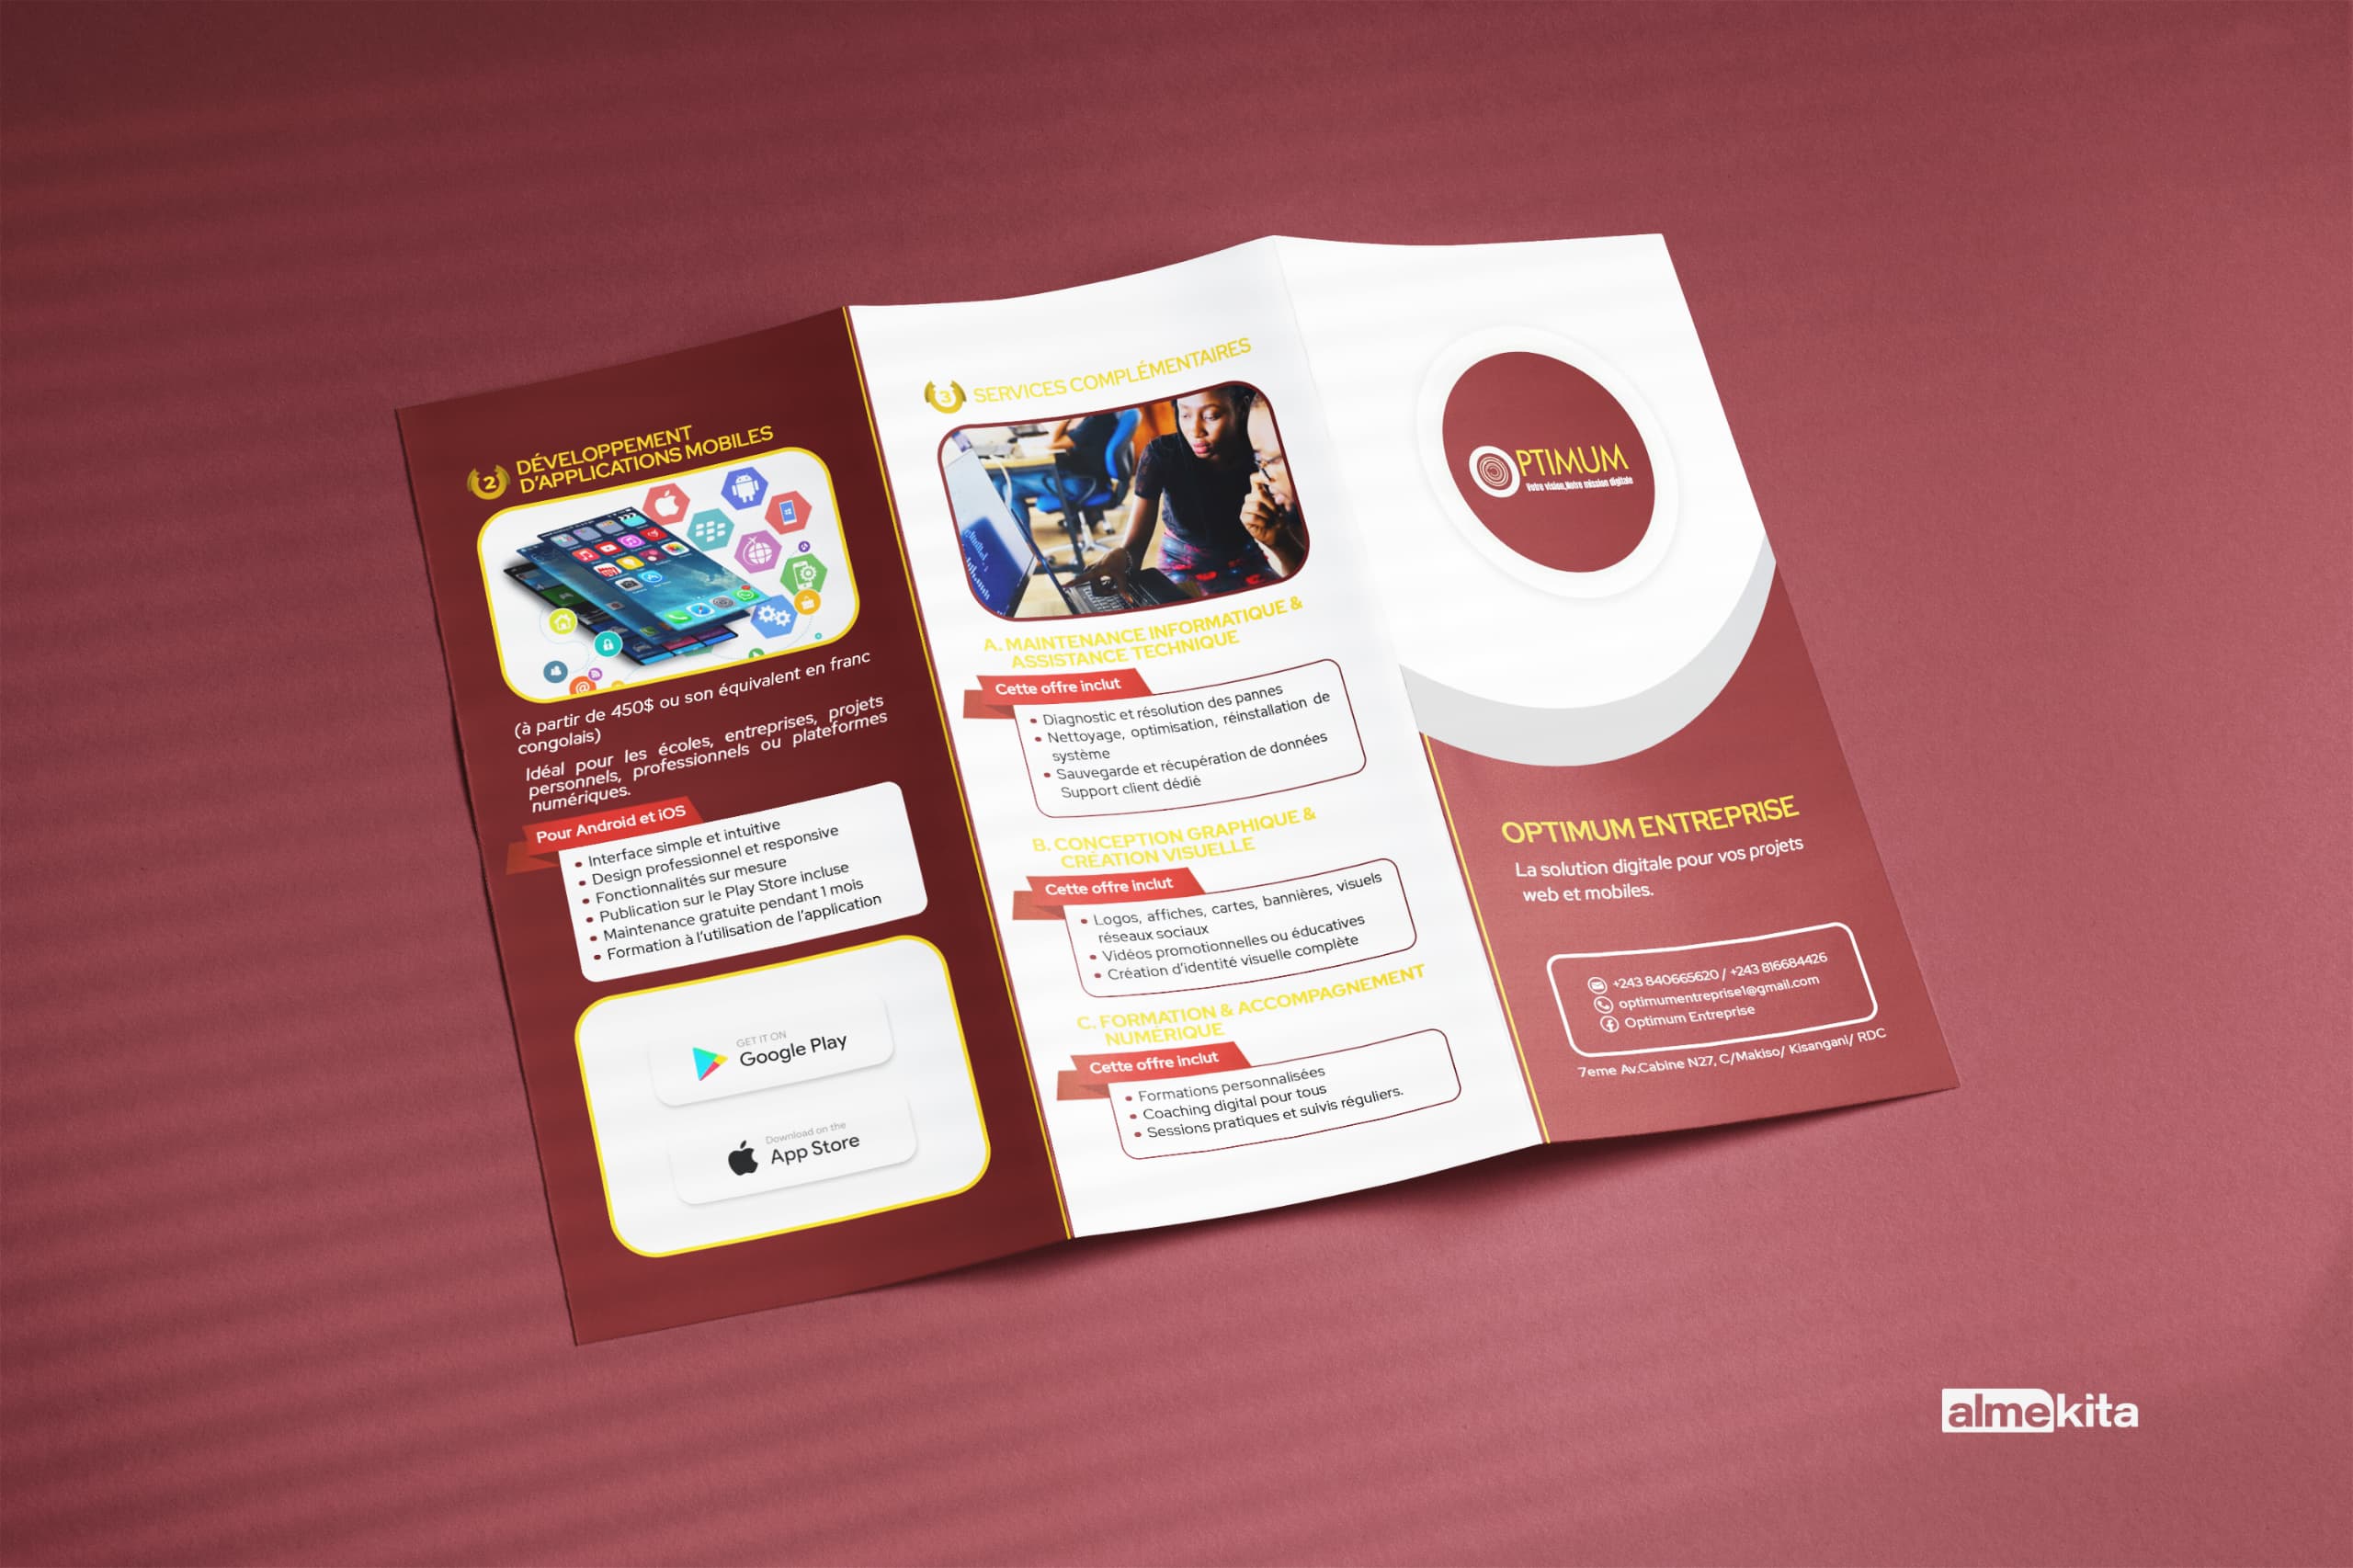 2
DÉVELOPPEMENT
D'APPLICATIONS MOBILES
(à partir de 450$ ou son équivalent en franc
congolais)
Idéal pour les écoles, entreprises, projets
personnels, professionnels ou plateformes
numériques.
Pour Android et iOS
• Interface simple et intuitive
• Design professionnel et responsive
• Fonctionnalités sur mesure
• Publication sur le Play Store incluse
• Maintenance gratuite pendant 1 mois
• Formation à l'utilisation de l'application
GET IT ON
Google Play
Download on the
App Store
3 SERVICES COMPLÉMENTAIRES
A. MAINTENANCE INFORMATIQUE &
ASSISTANCE TECHNIQUE
Cette offre inclut
• Diagnostic et résolution des pannes
• Nettoyage, optimisation, réinstallation de
système
• Sauvegarde et récupération de données
Support client dédié
B. CONCEPTION GRAPHIQUE &
CRÉATION VISUELLE
Cette offre inclut
• Logos, affiches, cartes, bannières, visuels
réseaux sociaux
• Vidéos promotionnelles ou éducatives
• Création d'identité visuelle complète
C. FORMATION & ACCOMPAGNEMENT
NUMÉRIQUE
Cette offre inclut
• Formations personnalisées
• Coaching digital pour tous
• Sessions pratiques et suivis réguliers.
OPTIMUM
Votre vision,Notre mission digitale
OPTIMUM ENTREPRISE
La solution digitale pour vos projets
web et mobiles.
+243 840665620 / +243 816684426
optimumentreprise1@gmail.com
Optimum Entreprise
7eme Av.Cabine N27, C/Makiso/ Kisangani/ RDC
almekita